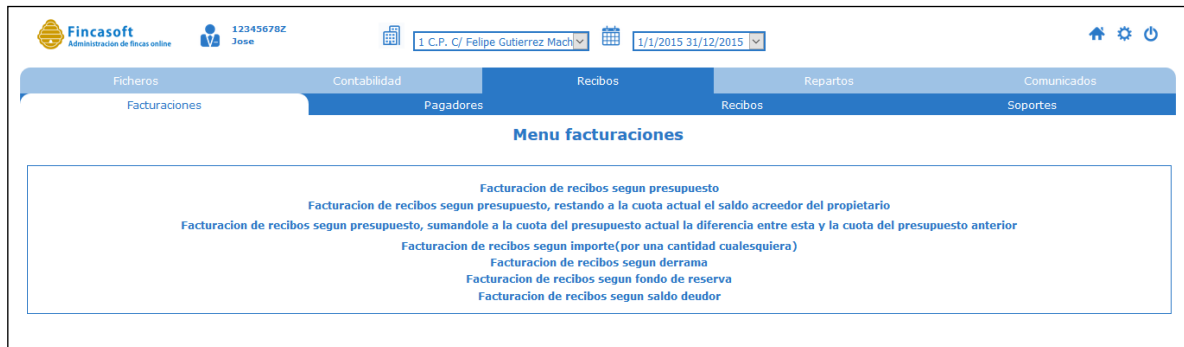 Fincasoft
Administracion de fincas online
12345678Z
Jose
1 C.P. C/ Felipe Gutierrez Mach
1/1/2015 31/12/2015
Ficheros
Contabilidad
Recibos
Repartos
Comunicados
Facturaciones
Pagadores
Recibos
Soportes
Menu facturaciones
Facturacion de recibos segun presupuesto
Facturacion de recibos segun presupuesto, restando a la cuota actual el saldo acreedor del propietario
Facturacion de recibos segun presupuesto, sumandole a la cuota del presupuesto actual la diferencia entre esta y la cuota del presupuesto anterior
Facturacion de recibos segun importe(por una cantidad cualesquiera)
Facturacion de recibos segun derrama
Facturacion de recibos segun fondo de reserva
Facturacion de recibos segun saldo deudor